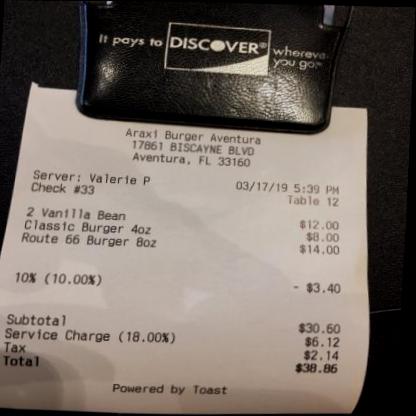 It pays to DISCOVER® wherever
you go.™
Araxi Burger Aventura
17861 BISCAYNE BLVD
Aventura, FL 33160
Server: Valerie P 03/17/19 5:39 PM
Check #33 Table 12
2 Vanilla Bean $12.00
Classic Burger 4oz $8.00
Route 66 Burger 8oz $14.00
10% (10.00%) - $3.40
Subtotal $30.60
Service Charge (18.00%) $6.12
Tax $2.14
Total $38.86
Powered by Toast